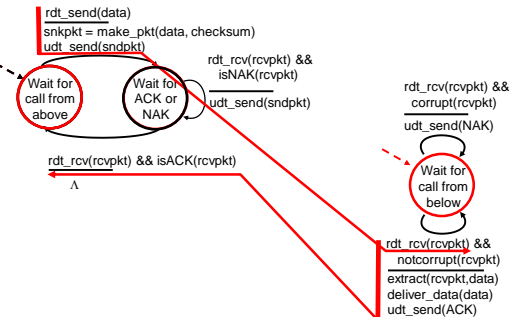 rdt_send(data)
snkpkt = make_pkt(data, checksum)
udt_send(sndpkt)
Wait for
call from
above
Wait for
ACK or
NAK
rdt_rcv(rcvpkt) &&
isNAK(rcvpkt)
udt_send(sndpkt)
rdt_rcv(rcvpkt) && isACK(rcvpkt)
Λ
rdt_rcv(rcvpkt) &&
corrupt(rcvpkt)
udt_send(NAK)
Wait for
call from
below
rdt_rcv(rcvpkt) &&
notcorrupt(rcvpkt)
extract(rcvpkt,data)
deliver_data(data)
udt_send(ACK)